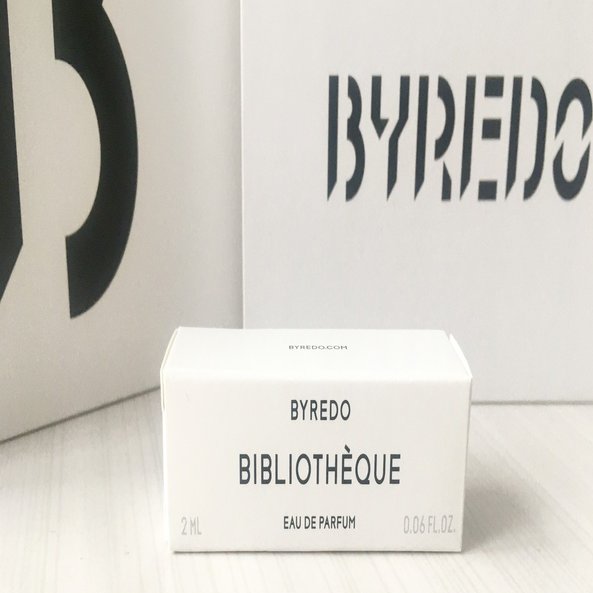 BYREDO
BYREDO.COM
BYREDO
BIBLIOTHÈQUE
2 ML EAU DE PARFUM 0.06 FL.OZ.